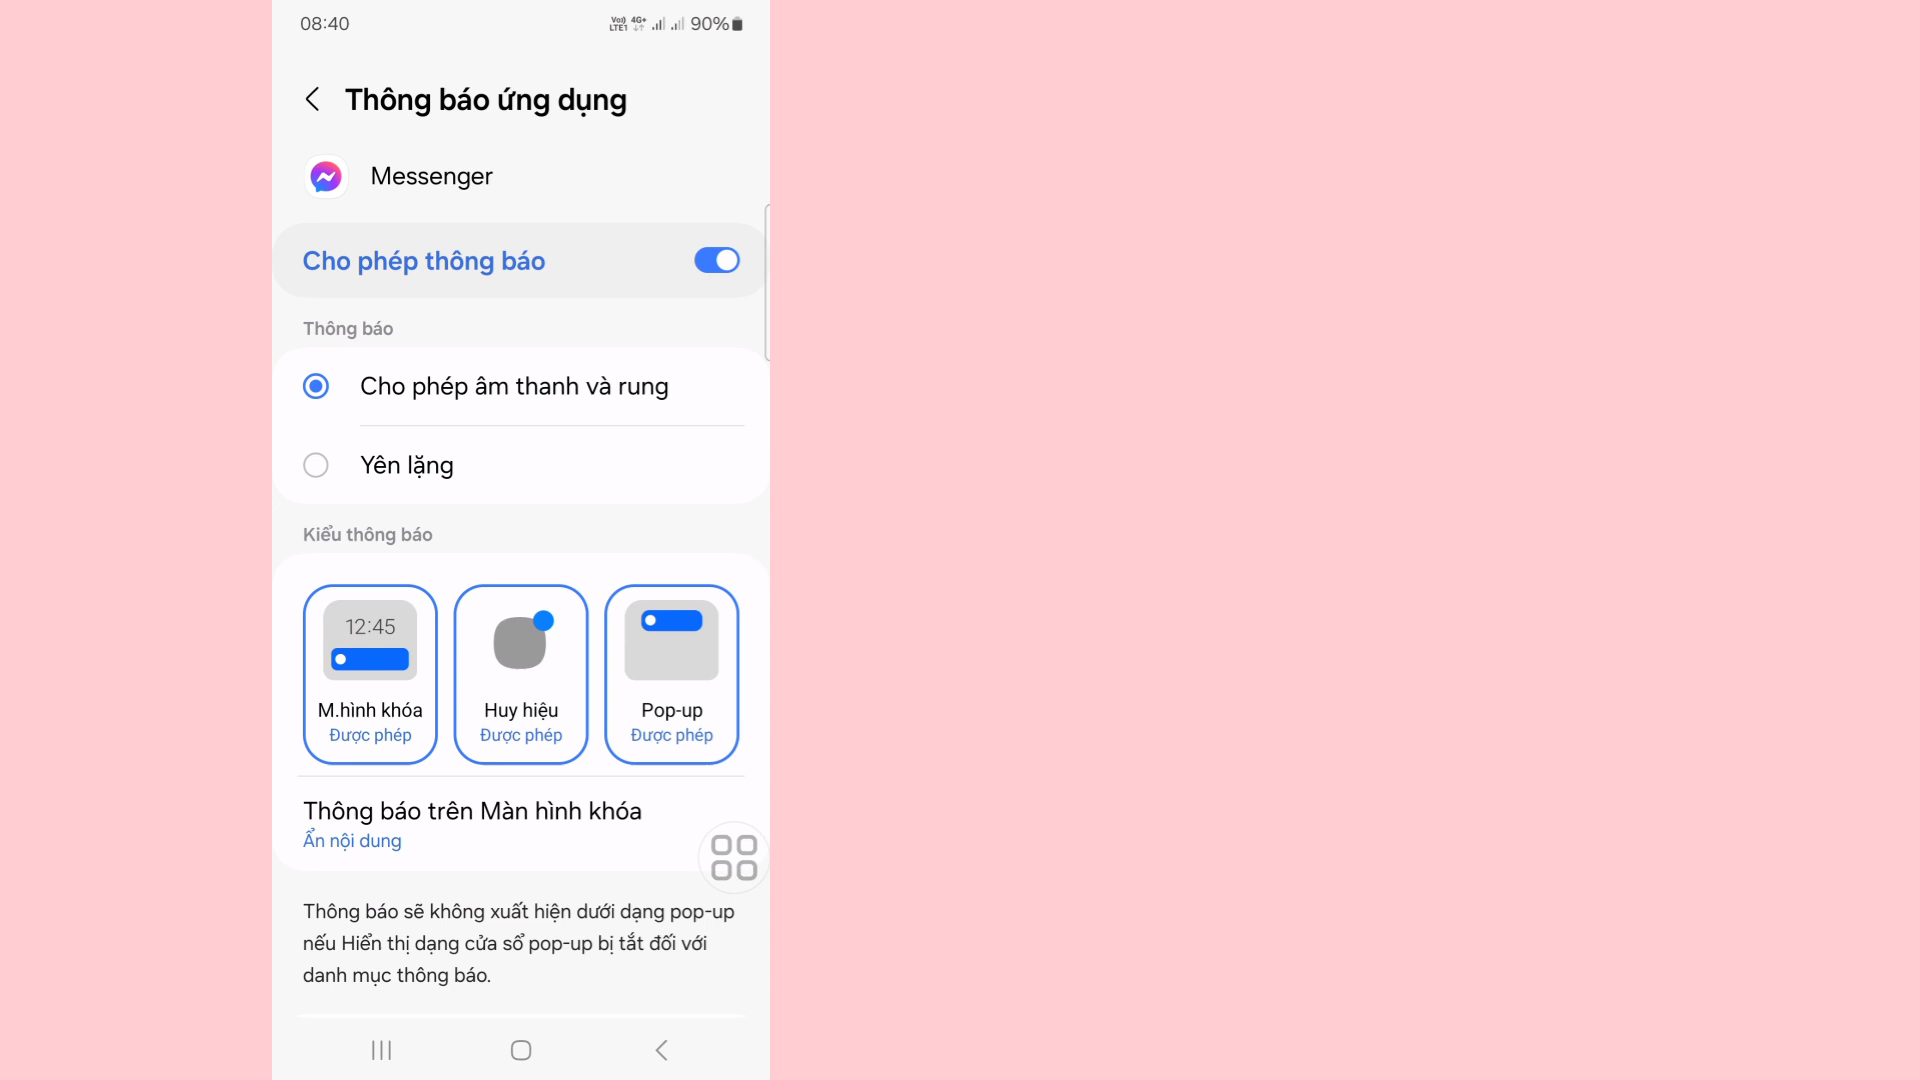 08:40
Vo)) LTE1 4G+ 90%
Thông báo ứng dụng
Messenger
Cho phép thông báo
Thông báo
Cho phép âm thanh và rung
Yên lặng
Kiểu thông báo
12:45
M.hình khóa
Được phép
Huy hiệu
Được phép
Pop-up
Được phép
Thông báo trên Màn hình khóa
Ẩn nội dung
Thông báo sẽ không xuất hiện dưới dạng pop-up
nếu Hiển thị dạng cửa sổ pop-up bị tắt đối với
danh mục thông báo.